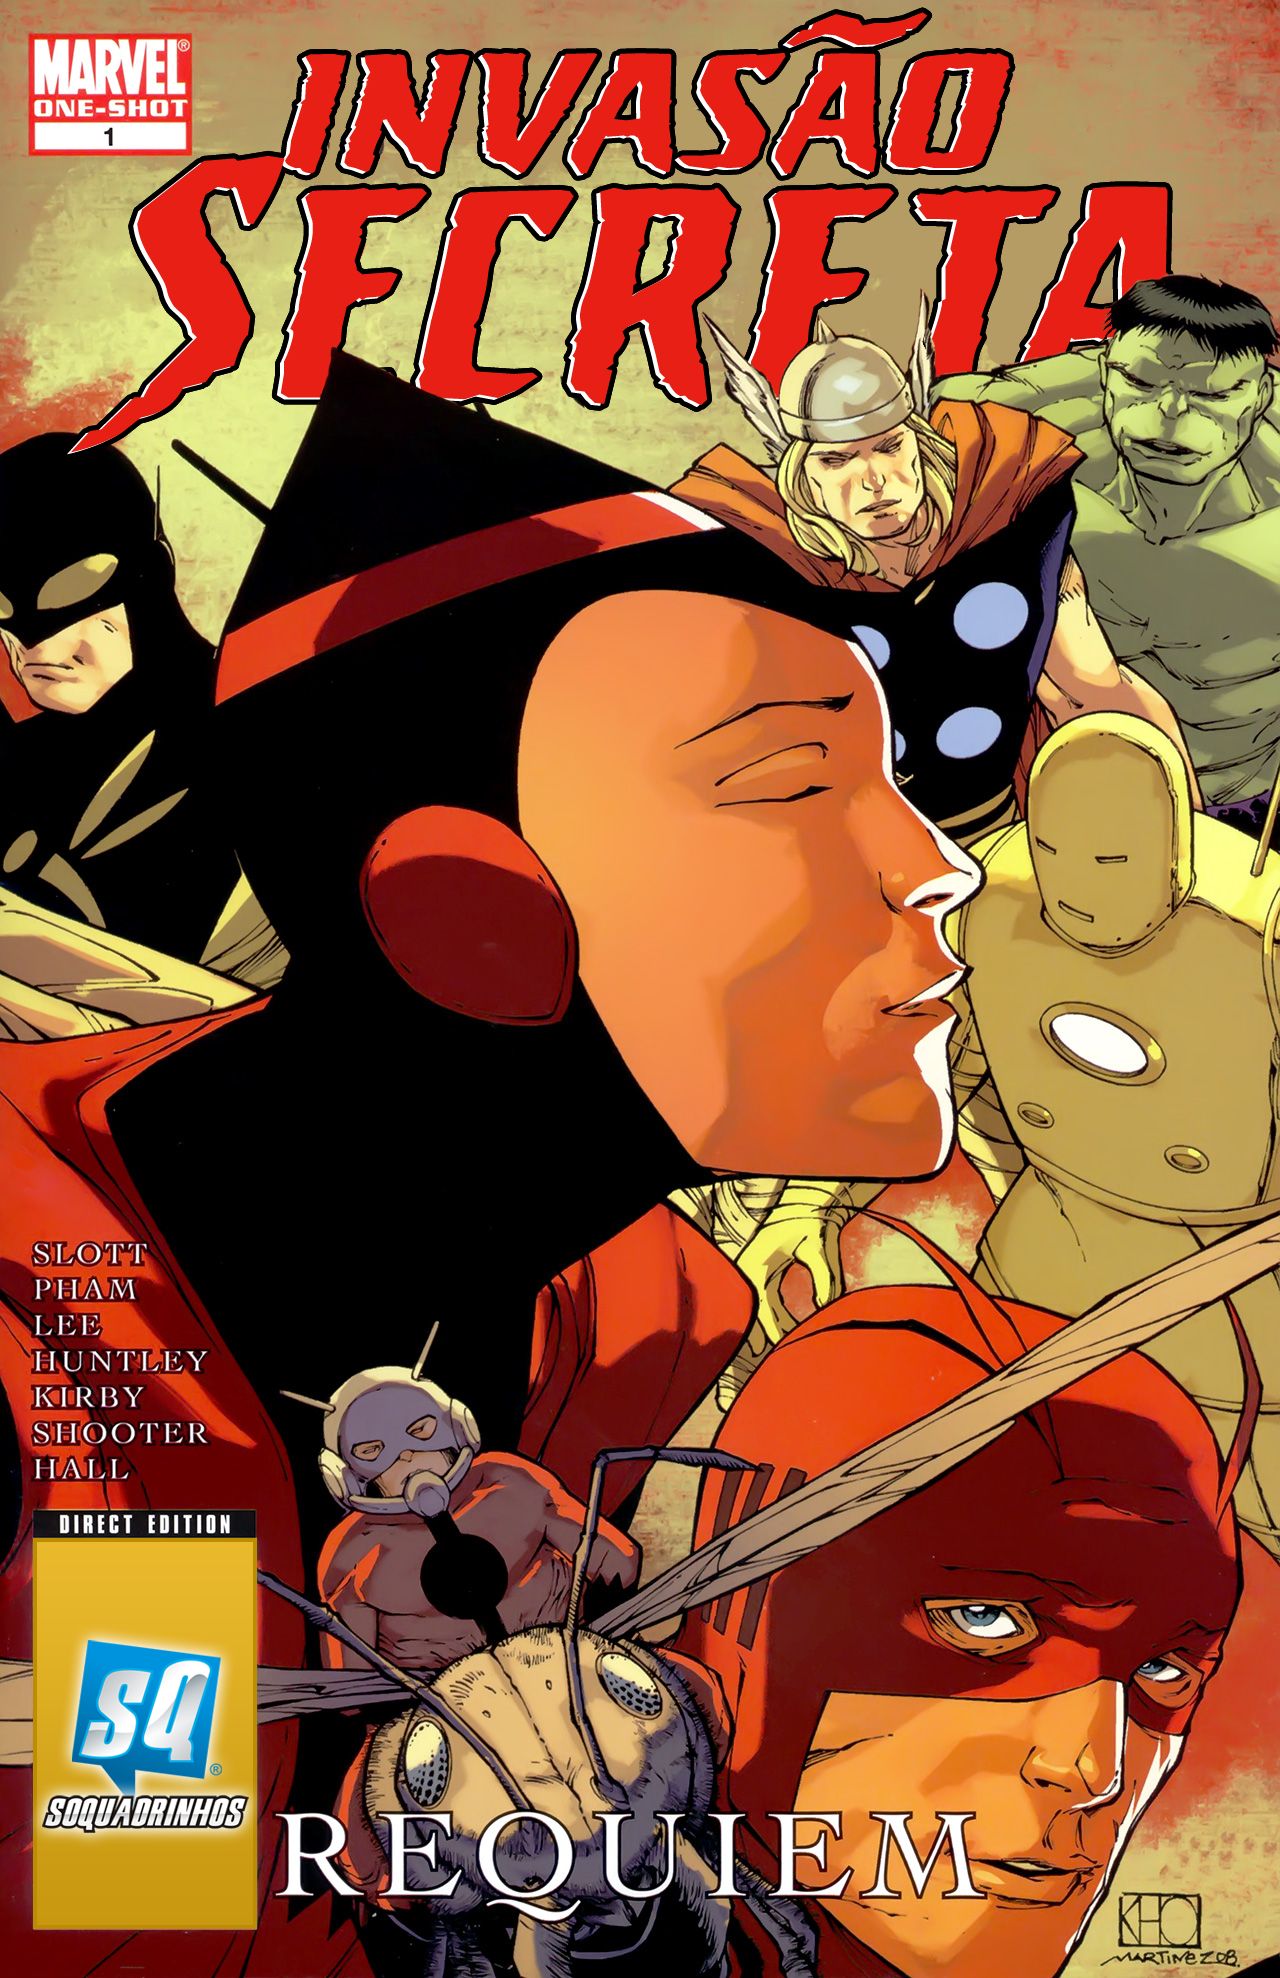 MARVEL®
ONE-SHOT
1
INVASÃO
SECRETA
SLOTT
PHAM
LEE
HUNTLEY
KIRBY
SHOOTER
HALL
DIRECT EDITION
SQ®
SOQUADRINHOS
REQUIEM
KHO
MARTINEZ 08.